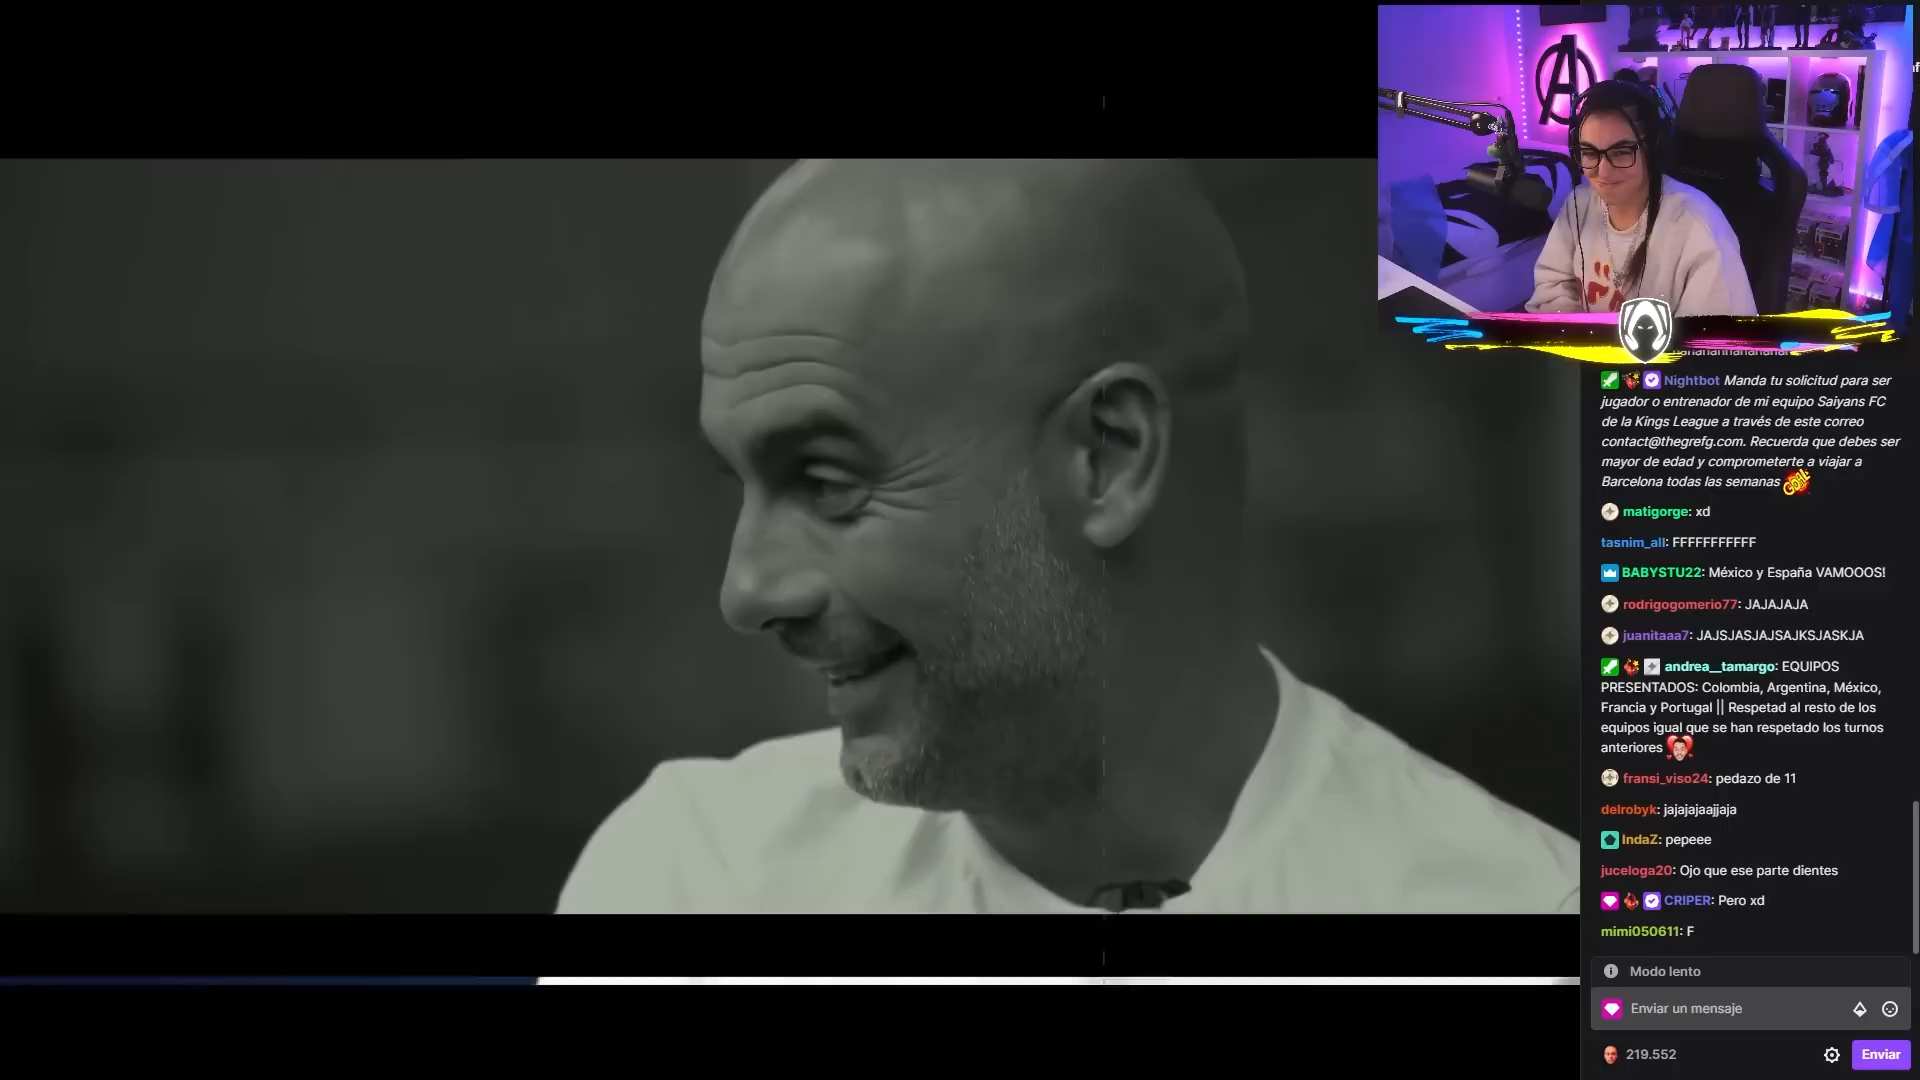 Nightbot Manda tu solicitud para ser
jugador o entrenador de mi equipo Saiyans FC
de la Kings League a través de este correo
contact@thegrefg.com. Recuerda que debes ser
mayor de edad y comprometerte a viajar a
Barcelona todas las semanas GOAL
matigorge: xd
tasnim_all: FFFFFFFFFFF
BABYSTU22: México y España VAMOOOS!
rodrigogomerio77: JAJAJAJA
juanitaaa7: JAJSJASJAJSAJKSJASKJA
andrea__tamargo: EQUIPOS
PRESENTADOS: Colombia, Argentina, México,
Francia y Portugal || Respetad al resto de los
equipos igual que se han respetado los turnos
anteriores
fransi_viso24: pedazo de 11
delrobyk: jajajajaajjaja
IndaZ: pepeee
juceloga20: Ojo que ese parte dientes
CRIPER: Pero xd
mimi050611: F
Modo lento
Enviar un mensaje
219.552
Enviar